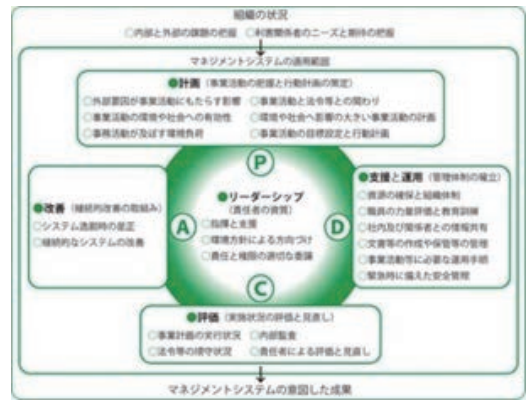 組織の状況
○内部と外部の課題の把握 ○利害関係者のニーズと期待の把握
マネジメントシステムの適用範囲
●計画（事業活動の把握と行動計画の策定）
○外部要因が事業活動にもたらす影響 ○事業活動と法令等との関わり
○事業活動の環境や社会への有効性 ○環境や社会へ影響の大きい事業活動の計画
○事務活動が及ぼす環境負荷 ○事業活動の目標設定と行動計画
P
●改善（継続的改善の取組み）
○システム逸脱時の是正
○継続的なシステムの改善
A
●リーダーシップ
（責任者の資質）
○指揮と支援
○環境方針による方向づけ
○責任と権限の適切な委譲
D
●支援と運用（管理体制の確立）
○資源の確保と組織体制
○職員の力量評価と教育訓練
○社内及び関係者との情報共有
○文書等の作成や保管等の管理
○事業活動等に必要な運用手順
○緊急時に備えた安全管理
C
●評価（実施状況の評価と見直し）
○事業計画の実行状況 ○内部監査
○法令等の順守状況 ○責任者による評価と見直し
マネジメントシステムの意図した成果